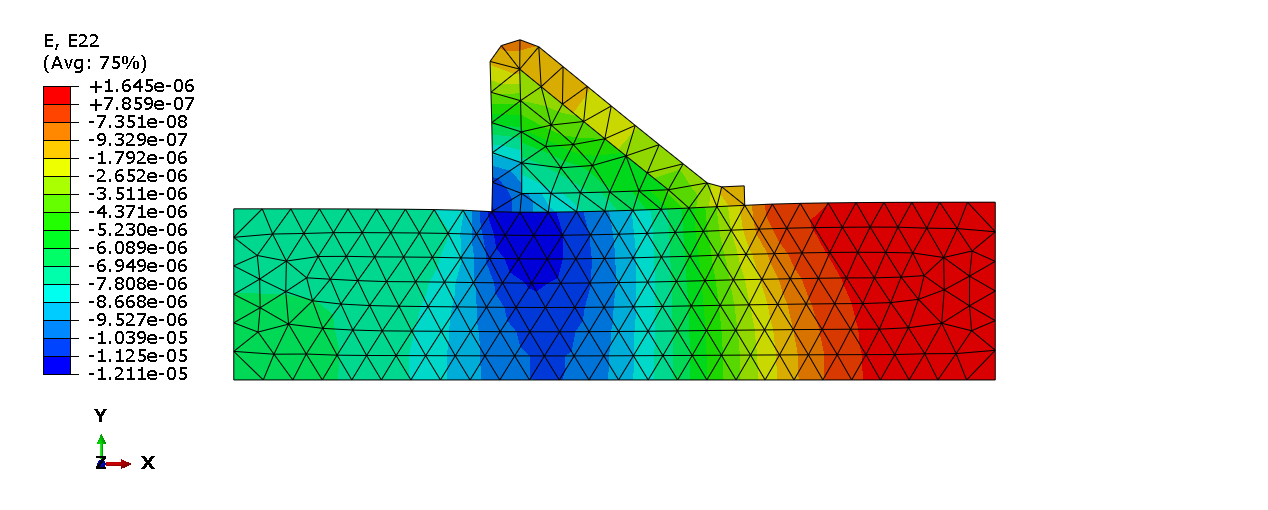 E, E22
(Avg: 75%)
+1.645e-06
+7.859e-07
-7.351e-08
-9.329e-07
-1.792e-06
-2.652e-06
-3.511e-06
-4.371e-06
-5.230e-06
-6.089e-06
-6.949e-06
-7.808e-06
-8.668e-06
-9.527e-06
-1.039e-05
-1.125e-05
-1.211e-05
Y
Z X